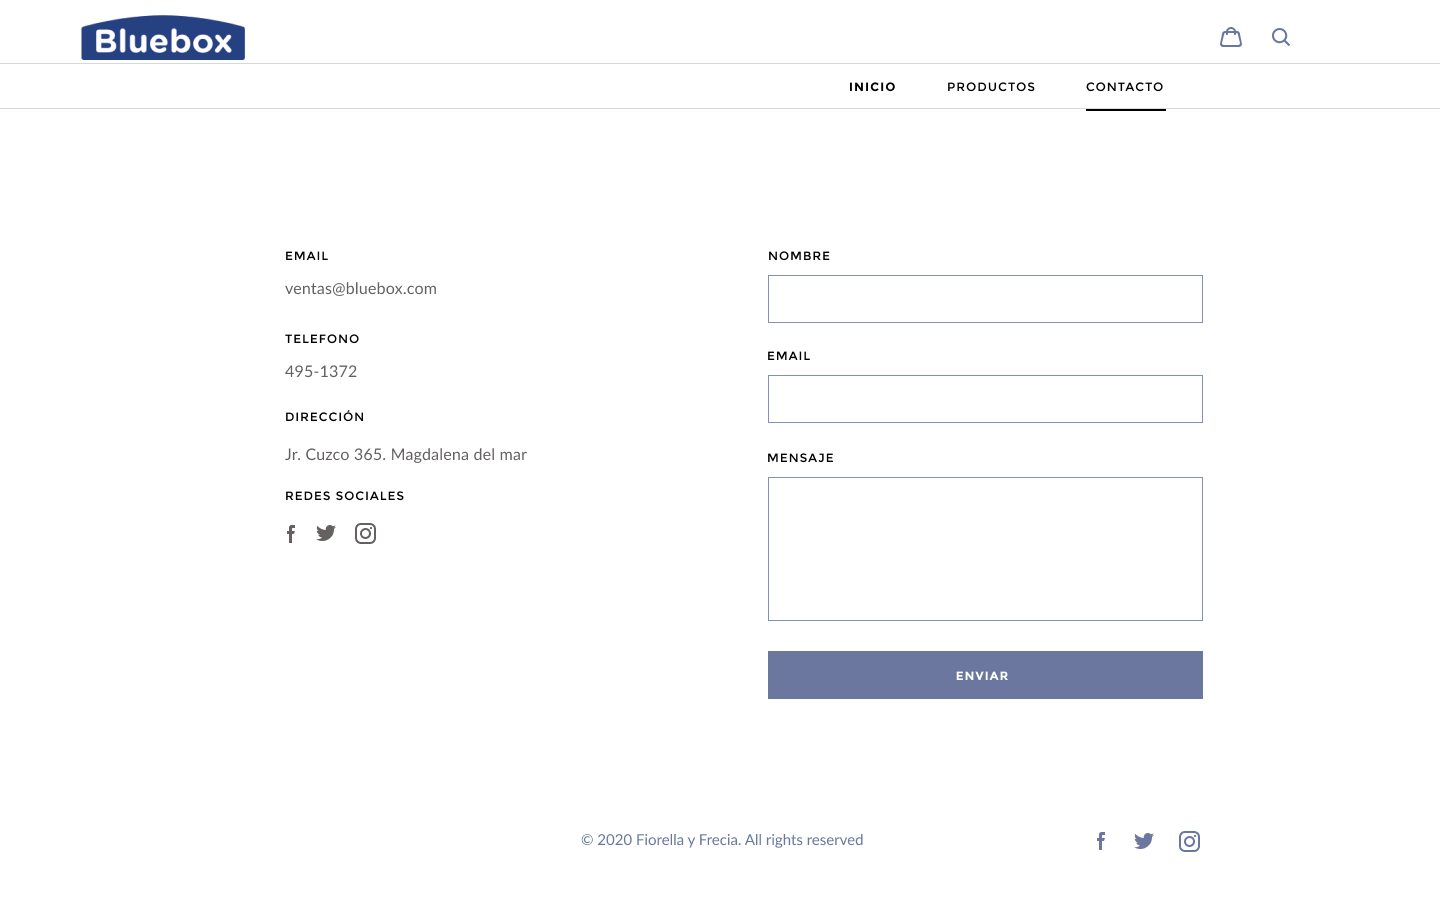 Bluebox
INICIO PRODUCTOS CONTACTO
EMAIL
ventas@bluebox.com
TELEFONO
495-1372
DIRECCIÓN
Jr. Cuzco 365. Magdalena del mar
REDES SOCIALES
NOMBRE
EMAIL
MENSAJE
ENVIAR
© 2020 Fiorella y Frecia. All rights reserved